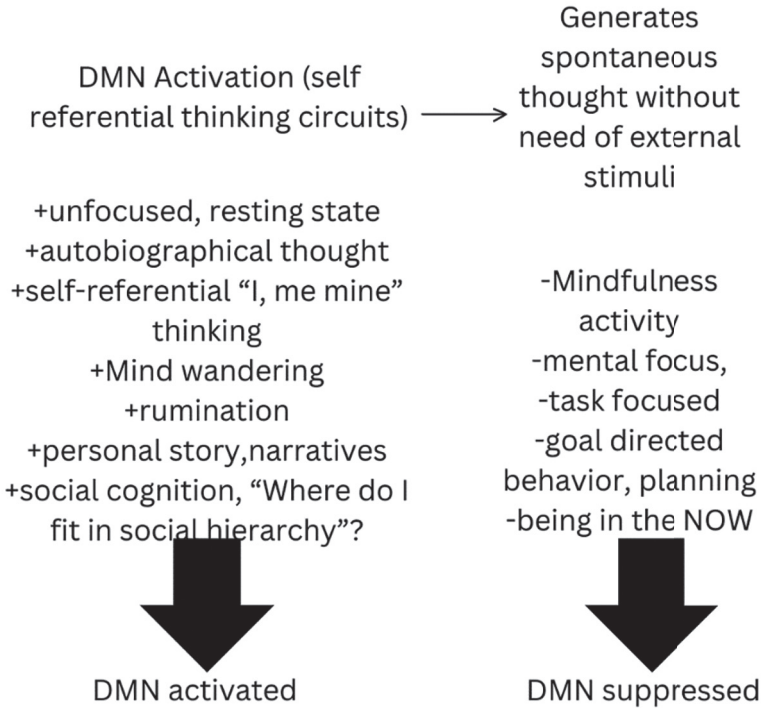 DMN Activation (self
referential thinking circuits)
Generates
spontaneous
thought without
need of external
stimuli
+unfocused, resting state
+autobiographical thought
+self-referential “I, me mine”
thinking
+Mind wandering
+rumination
+personal story,narratives
+social cognition, “Where do I
fit in social hierarchy”?
DMN activated
-Mindfulness
activity
-mental focus,
-task focused
-goal directed
behavior, planning
-being in the NOW
DMN suppressed